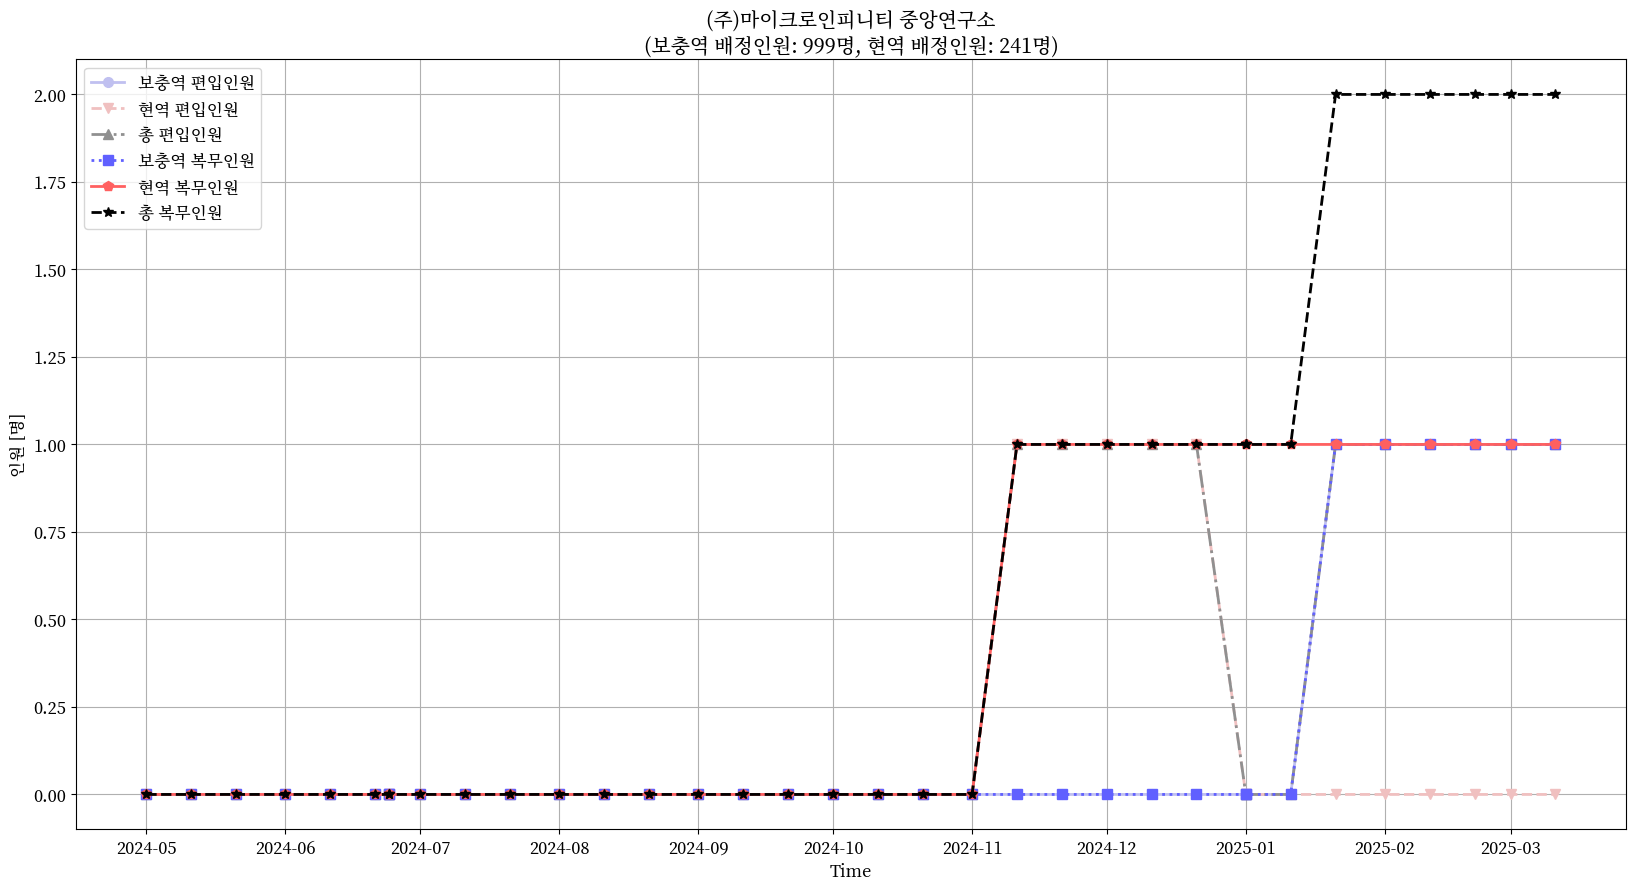 (주)마이크로인피니티 중앙연구소
(보충역 배정인원: 999명, 현역 배정인원: 241명)
보충역 편입인원
현역 편입인원
총 편입인원
보충역 복무인원
현역 복무인원
총 복무인원
2.00
1.75
1.50
1.25
1.00
0.75
0.50
0.25
0.00
인원 [명]
2024-05 2024-06 2024-07 2024-08 2024-09 2024-10 2024-11 2024-12 2025-01 2025-02 2025-03
Time